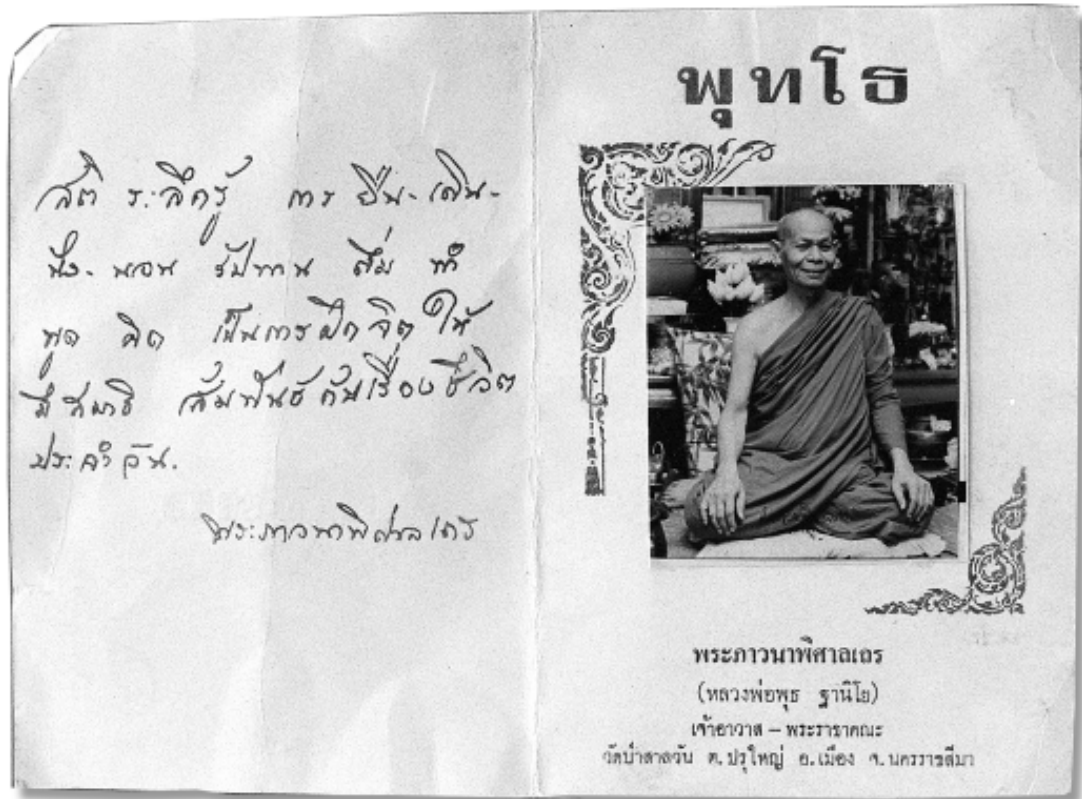 สติ ระลึกรู้ การ ยืน-เดิน-
นั่ง-นอน รับทาน ดื่ม ทำ
พูด คิด เป็นการฝึกจิต ให้
มีสมาธิ สัมพันธ์กับเรื่องชีวิต
ประจำวัน.
พระภาวนาพิศาลเถร
พุทโธ
พระภาวนาพิศาลเถร
(หลวงพ่อพุธ ฐานิโย)
เจ้าอาวาส – พระราชาคณะ
วัดป่าสาลวัน ต.ปรุใหญ่ อ.เมือง จ.นครราชสีมา